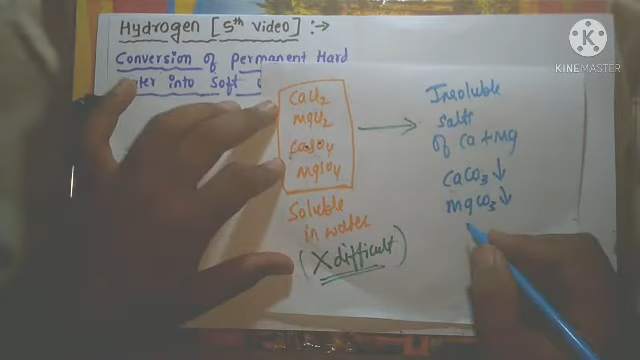 Hydrogen [5th video] :→
Conversion of permanent Hard
into soft
CaCl2
MgCl2
CaSO4
MgSO4
Soluble
in water
(X difficult)
→
Insoluble
salts
of Ca + Mg
CaCO3↓
MgCO3↓
KINEMASTER